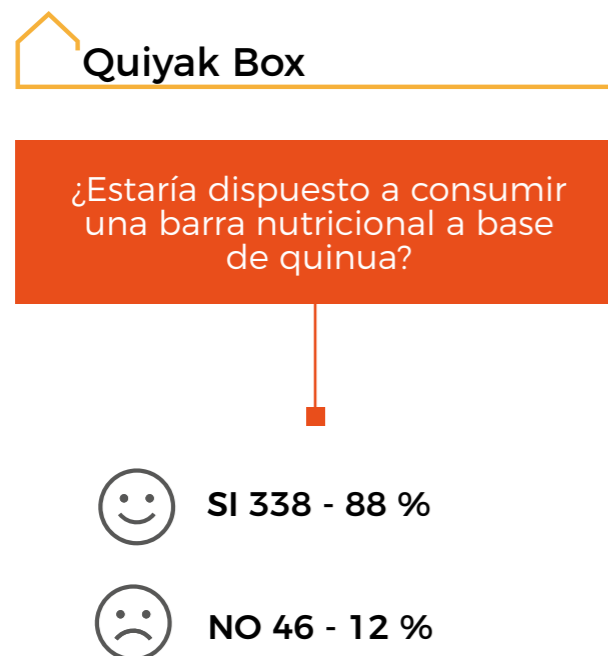 Quiyak Box
¿Estaría dispuesto a consumir
una barra nutricional a base
de quinua?
SI 338 - 88 %
NO 46 - 12 %